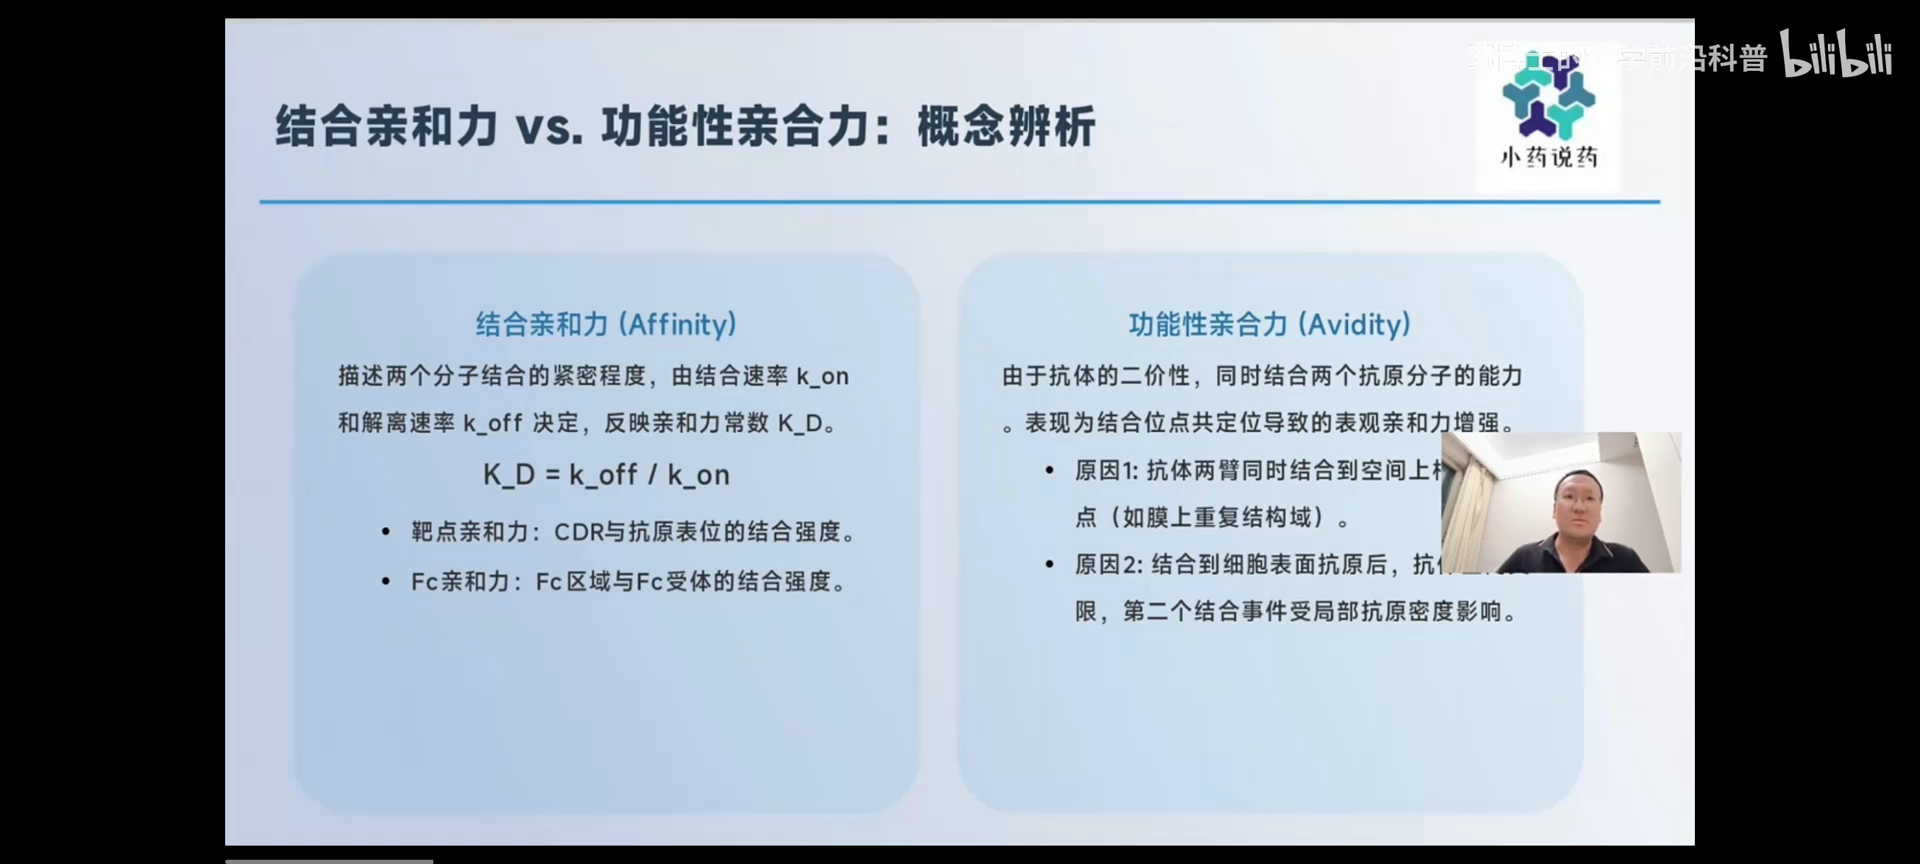 学前沿科普 bilibili
小药说药
结合亲和力 vs. 功能性亲合力：概念辨析
结合亲和力 (Affinity)
描述两个分子结合的紧密程度，由结合速率 k_on
和解离速率 k_off 决定，反映亲和力常数 K_D。
K_D = k_off / k_on
• 靶点亲和力：CDR与抗原表位的结合强度。
• Fc亲和力：Fc区域与Fc受体的结合强度。
功能性亲合力 (Avidity)
由于抗体的二价性，同时结合两个抗原分子的能力
。表现为结合位点共定位导致的表观亲和力增强。
• 原因1: 抗体两臂同时结合到空间上
点（如膜上重复结构域）。
• 原因2: 结合到细胞表面抗原后，抗
限，第二个结合事件受局部抗原密度影响。